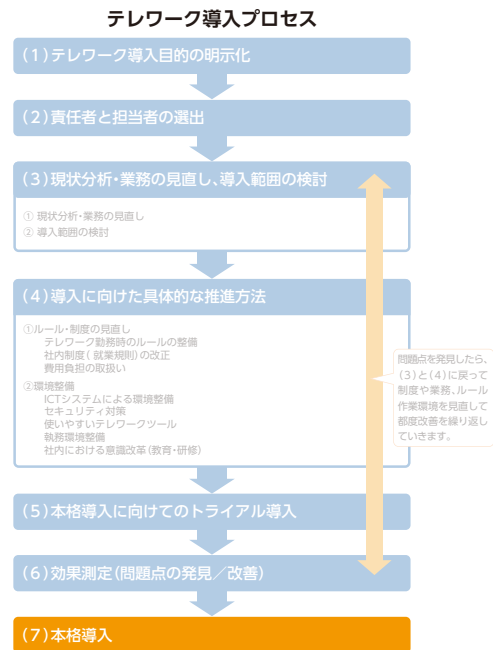 テレワーク導入プロセス
(1)テレワーク導入目的の明示化
(2)責任者と担当者の選出
(3)現状分析・業務の見直し、導入範囲の検討
① 現状分析・業務の見直し
② 導入範囲の検討
(4)導入に向けた具体的な推進方法
①ルール・制度の見直し
テレワーク勤務時のルールの整備
社内制度(就業規則)の改正
費用負担の取扱い
②環境整備
ICTシステムによる環境整備
セキュリティ対策
使いやすいテレワークツール
執務環境整備
社内における意識改革(教育・研修)
問題点を発見したら、
(3)と(4)に戻って
制度や業務、ルール
作業環境を見直して
都度改善を繰り返し
ていきます。
(5)本格導入に向けてのトライアル導入
(6)効果測定(問題点の発見／改善)
(7)本格導入